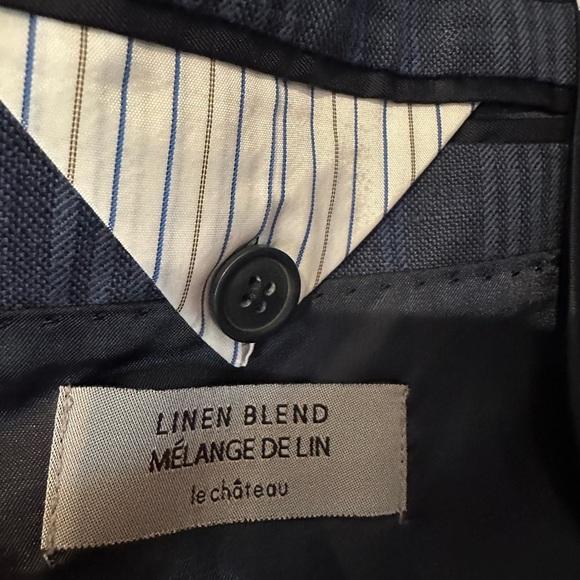 LINEN BLEND
MÉLANGE DE LIN
le château